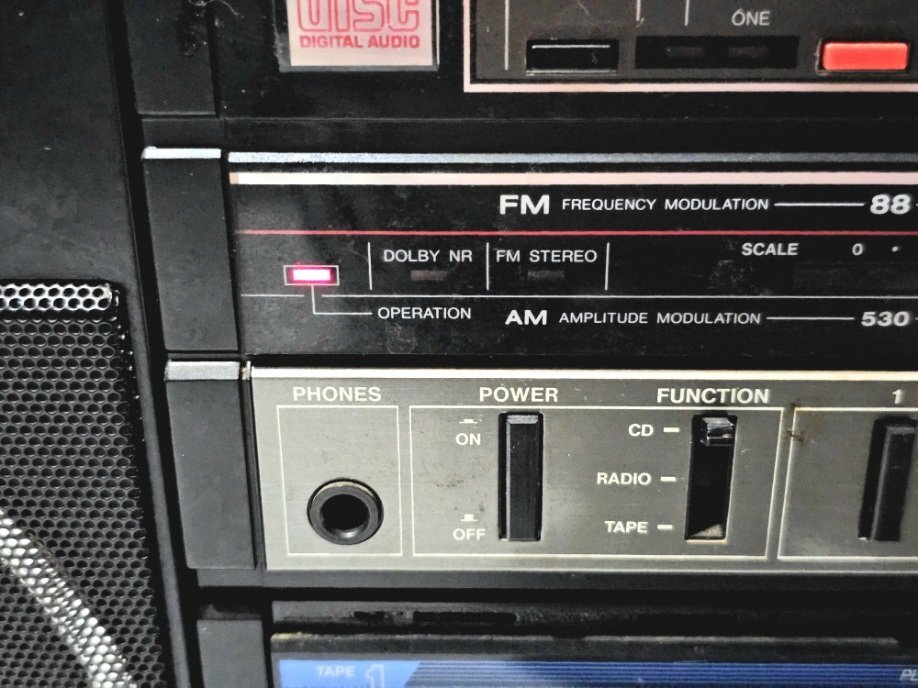 DISC
DIGITAL AUDIO
ONE
FM FREQUENCY MODULATION 88
DOLBY NR FM STEREO SCALE 0
OPERATION
AM AMPLITUDE MODULATION 530
PHONES POWER FUNCTION 1
ON
OFF
CD
RADIO
TAPE
TAPE 1